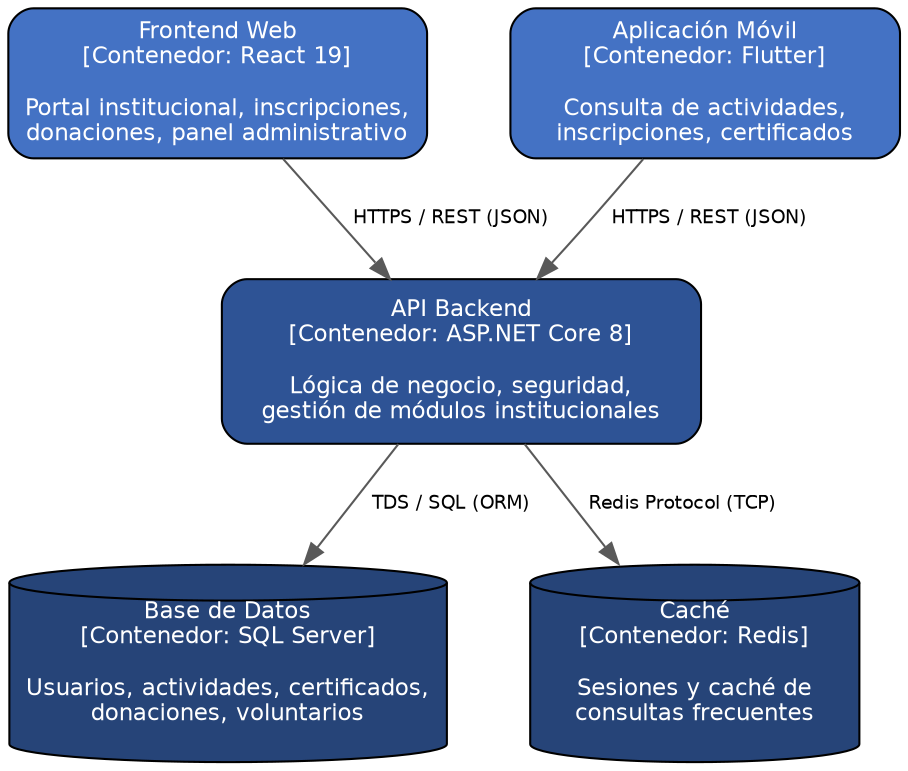 Frontend Web
[Contenedor: React 19]
Portal institucional, inscripciones,
donaciones, panel administrativo
Aplicación Móvil
[Contenedor: Flutter]
Consulta de actividades,
inscripciones, certificados
HTTPS / REST (JSON)
HTTPS / REST (JSON)
API Backend
[Contenedor: ASP.NET Core 8]
Lógica de negocio, seguridad,
gestión de módulos institucionales
TDS / SQL (ORM)
Redis Protocol (TCP)
Base de Datos
[Contenedor: SQL Server]
Usuarios, actividades, certificados,
donaciones, voluntarios
Caché
[Contenedor: Redis]
Sesiones y caché de
consultas frecuentes